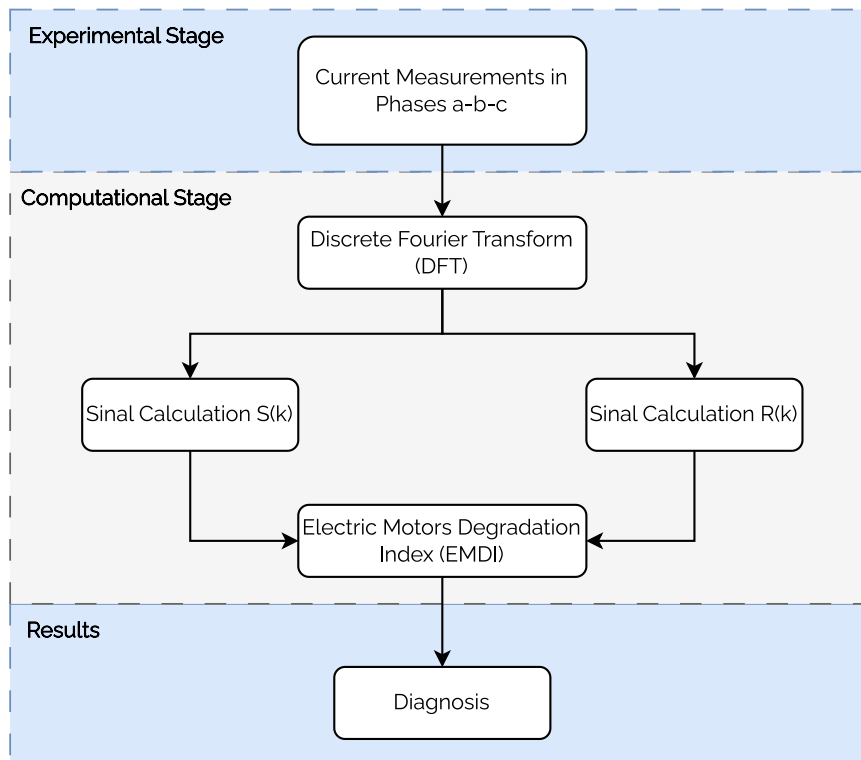 Experimental Stage
Current Measurements in
Phases a-b-c
Computational Stage
Discrete Fourier Transform
(DFT)
Sinal Calculation S(k)
Sinal Calculation R(k)
Electric Motors Degradation
Index (EMDI)
Results
Diagnosis